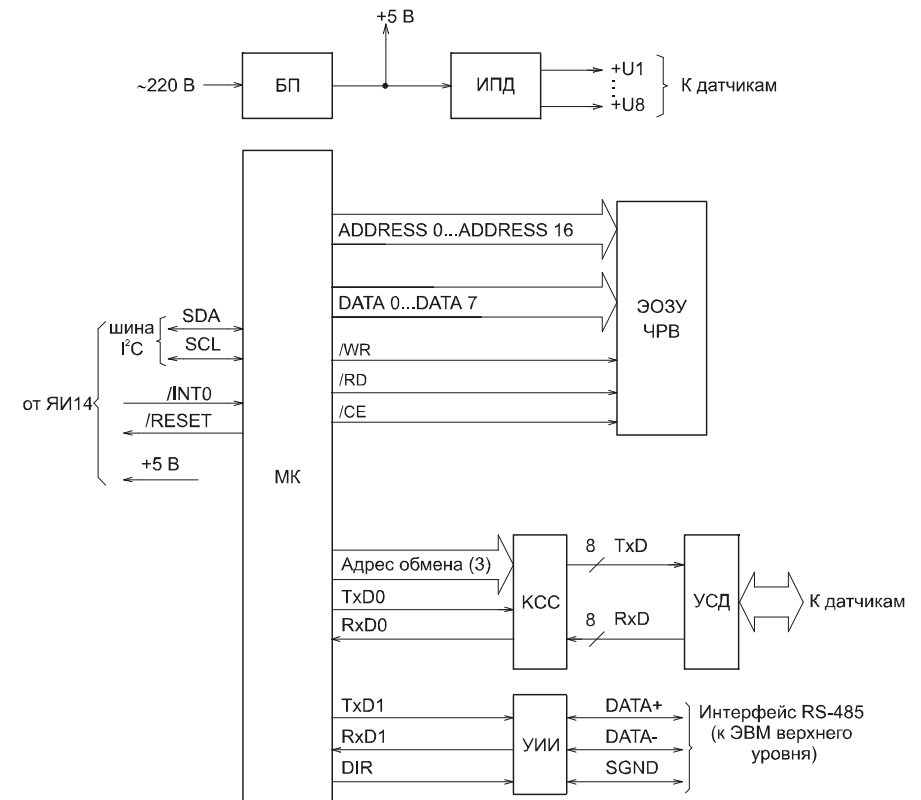 +5 В
~220 В
БП
ИПД
+U1
+U8
К датчикам
ADDRESS 0...ADDRESS 16
DATA 0...DATA 7
/WR
/RD
/CE
ЭОЗУ
ЧРВ
шина
I²C
SDA
SCL
от ЯИ14
/INT0
/RESET
+5 В
МК
Адрес обмена (3)
TxD0
RxD0
КСС
8 TxD
8 RxD
УСД
К датчикам
TxD1
RxD1
DIR
УИИ
DATA+
DATA-
SGND
Интерфейс RS-485
(к ЭВМ верхнего
уровня)